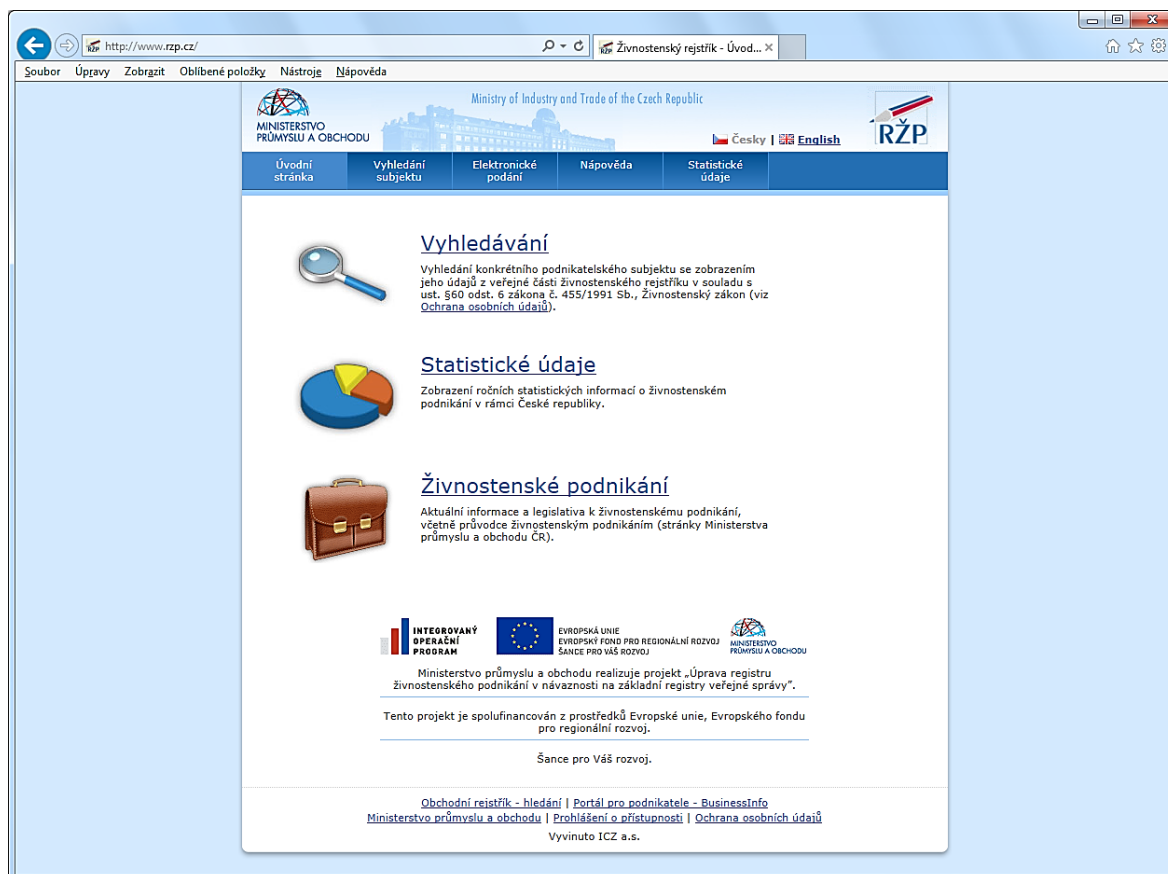 http://www.rzp.cz/
Živnostenský rejstřík - Úvod...
Soubor Úpravy Zobrazit Oblíbené položky Nástroje Nápověda
Ministry of Industry and Trade of the Czech Republic
MINISTERSTVO
PRŮMYSLU A OBCHODU
Česky | English
RŽP
Úvodní
stránka
Vyhledání
subjektu
Elektronické
podání
Nápověda
Statistické
údaje
Vyhledávání
Vyhledání konkrétního podnikatelského subjektu se zobrazením
jeho údajů z veřejné části živnostenského rejstříku v souladu s
ust. §60 odst. 6 zákona č. 455/1991 Sb., Živnostenský zákon (viz
Ochrana osobních údajů).
Statistické údaje
Zobrazení ročních statistických informací o živnostenském
podnikání v rámci České republiky.
Živnostenské podnikání
Aktuální informace a legislativa k živnostenskému podnikání,
včetně průvodce živnostenským podnikáním (stránky Ministerstva
průmyslu a obchodu ČR).
INTEGROVANÝ
OPERAČNÍ
PROGRAM
EVROPSKÁ UNIE
EVROPSKÝ FOND PRO REGIONÁLNÍ ROZVOJ
ŠANCE PRO VÁŠ ROZVOJ
MINISTERSTVO
PRŮMYSLU A OBCHODU
Ministerstvo průmyslu a obchodu realizuje projekt „Úprava registru
živnostenského podnikání v návaznosti na základní registry veřejné správy”.
Tento projekt je spolufinancován z prostředků Evropské unie, Evropského fondu
pro regionální rozvoj.
Šance pro Váš rozvoj.
Obchodní rejstřík - hledání | Portál pro podnikatele - BusinessInfo
Ministerstvo průmyslu a obchodu | Prohlášení o přístupnosti | Ochrana osobních údajů
Vyvinuto ICZ a.s.